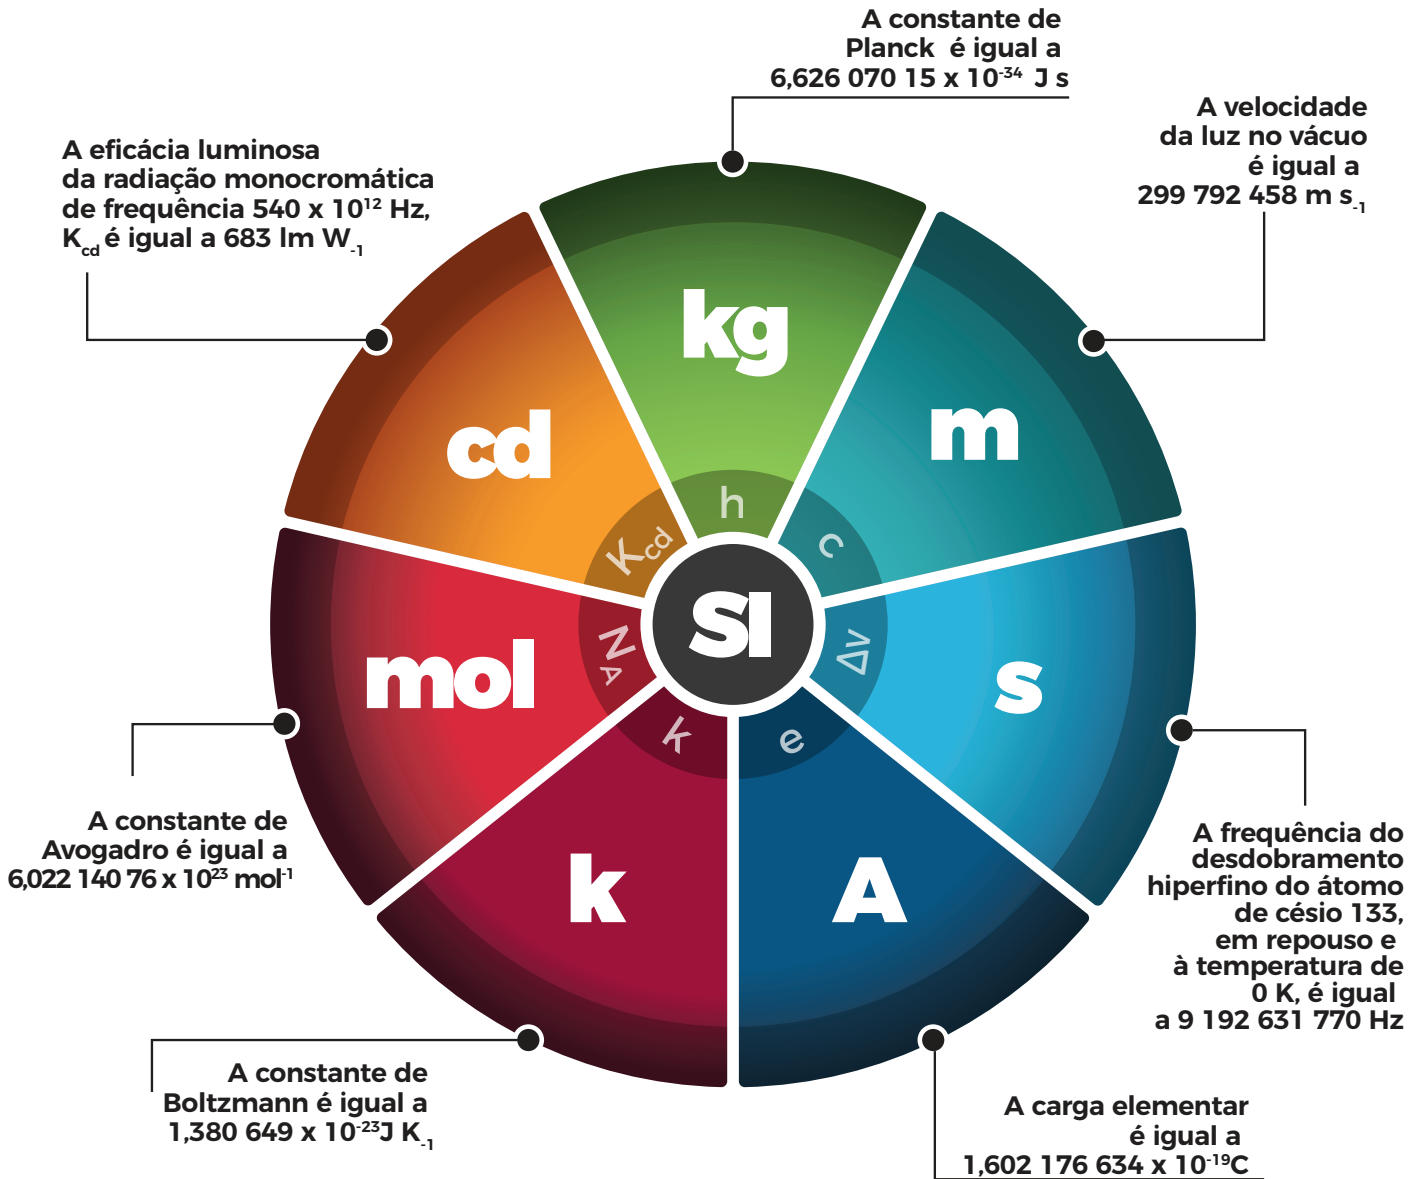 A constante de
Planck é igual a
6,626 070 15 x 10⁻³⁴ J s
A velocidade
da luz no vácuo
é igual a
299 792 458 m s₋₁
A eficácia luminosa
da radiação monocromática
de frequência 540 x 10¹² Hz,
K_cd é igual a 683 lm W₋₁
kg
m
cd
h
c
K_cd
SI
Δν
N_A
mol
s
k
e
k
A
A constante de
Avogadro é igual a
6,022 140 76 x 10²³ mol⁻¹
A frequência do
desdobramento
hiperfino do átomo
de césio 133,
em repouso e
à temperatura de
0 K, é igual
a 9 192 631 770 Hz
A constante de
Boltzmann é igual a
1,380 649 x 10⁻²³J K₋₁
A carga elementar
é igual a
1,602 176 634 x 10⁻¹⁹C